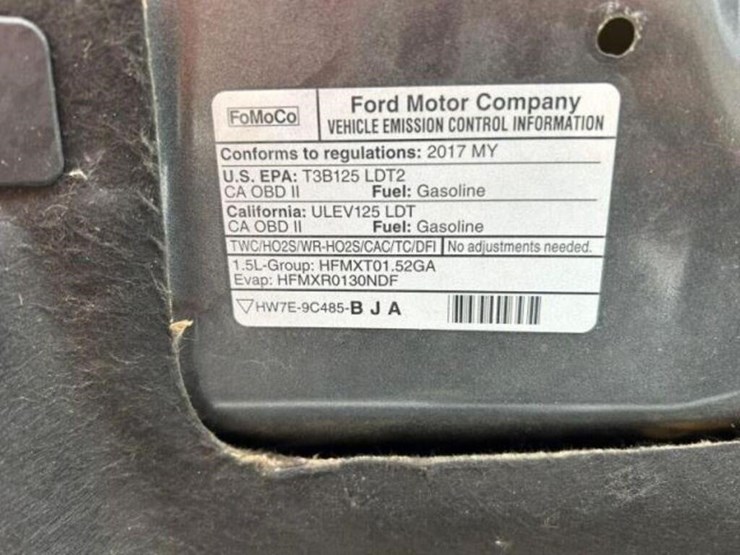 FoMoCo
Ford Motor Company
VEHICLE EMISSION CONTROL INFORMATION
Conforms to regulations: 2017 MY
U.S. EPA: T3B125 LDT2
CA OBD II Fuel: Gasoline
California: ULEV125 LDT
CA OBD II Fuel: Gasoline
TWC/HO2S/WR-HO2S/CAC/TC/DFI No adjustments needed.
1.5L-Group: HFMXT01.52GA
Evap: HFMXR0130NDF
HW7E-9C485-B J A